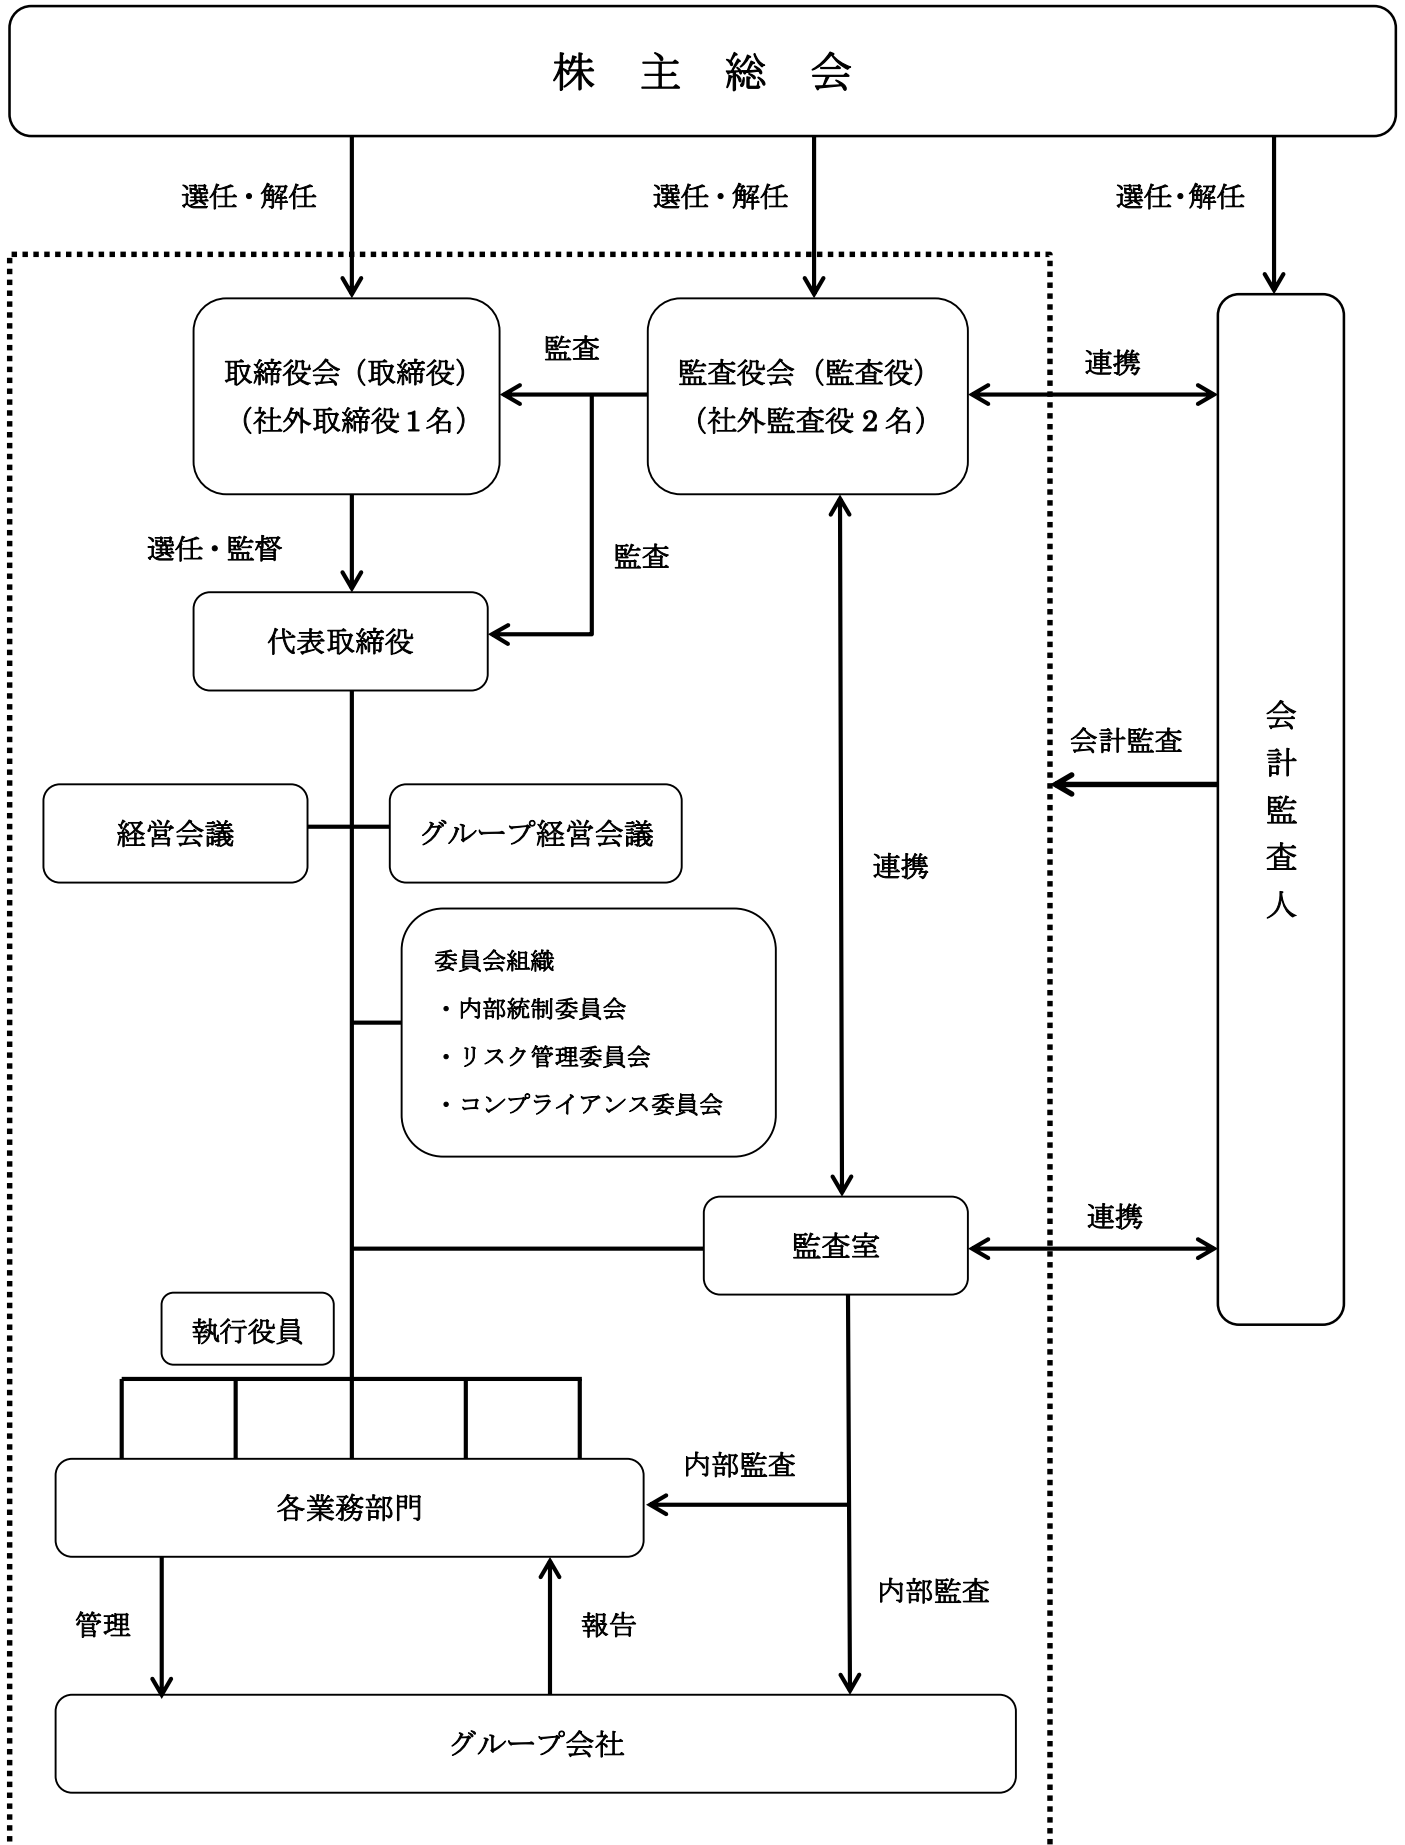 株　主　総　会
選任・解任
選任・解任
選任・解任
取締役会（取締役）
（社外取締役1名）
監査
監査役会（監査役）
（社外監査役2名）
連携
選任・監督
監査
代表取締役
会計監査人
会計監査
経営会議
グループ経営会議
連携
委員会組織
・内部統制委員会
・リスク管理委員会
・コンプライアンス委員会
監査室
連携
執行役員
内部監査
各業務部門
内部監査
管理
報告
グループ会社